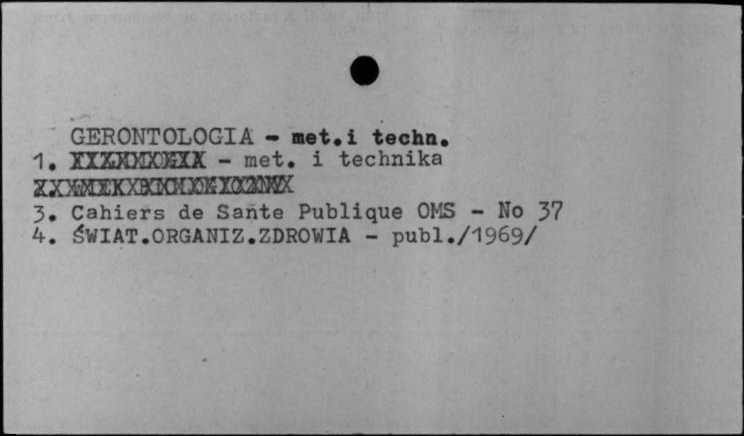 GERONTOLOGIA - met.i techn.
1. - met. i technika
3. Cahiers de Sante Publique OMS - No 37
4. ŚWIAT.ORGANIZ.ZDROWIA - publ./1969/